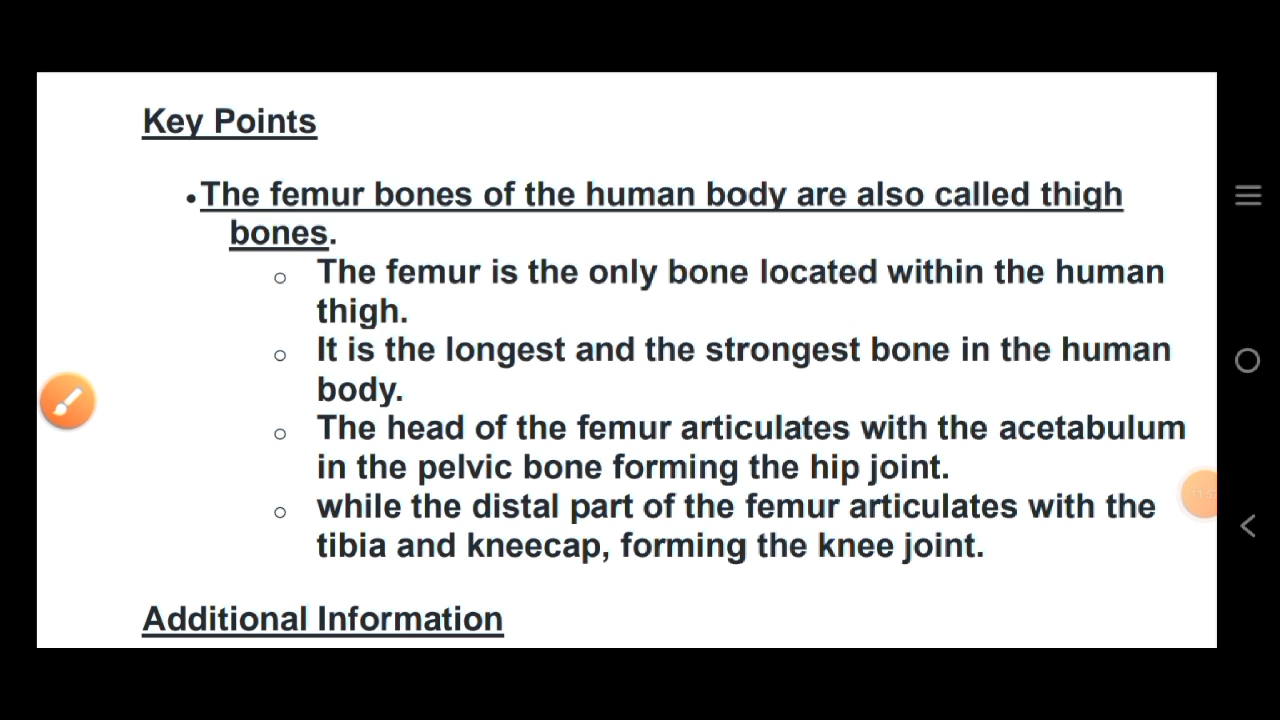 Key Points
•The femur bones of the human body are also called thigh
bones.
o The femur is the only bone located within the human
thigh.
o It is the longest and the strongest bone in the human
body.
o The head of the femur articulates with the acetabulum
in the pelvic bone forming the hip joint.
o while the distal part of the femur articulates with the
tibia and kneecap, forming the knee joint.
Additional Information